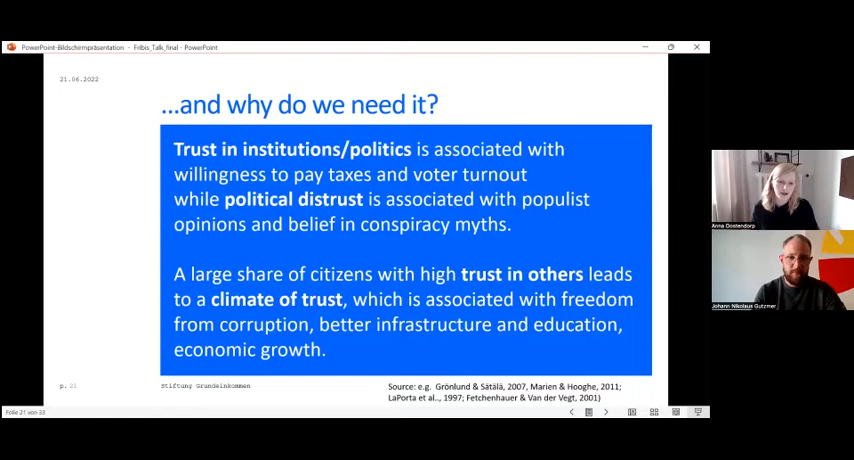 PowerPoint-Bildschirmpräsentation - Fribis_Talk_final - PowerPoint
21.06.2022
...and why do we need it?
Trust in institutions/politics is associated with
willingness to pay taxes and voter turnout
while political distrust is associated with populist
opinions and belief in conspiracy myths.
A large share of citizens with high trust in others leads
to a climate of trust, which is associated with freedom
from corruption, better infrastructure and education,
economic growth.
p. 21
Stiftung Grundeinkommen
Source: e.g. Grönlund & Sätälä, 2007, Marien & Hooghe, 2011;
LaPorta et al.., 1997; Fetchenhauer & Van der Vegt, 2001)
Folie 21 von 33
Anna Oostendorp
Johann Nikolaus Gutzmer